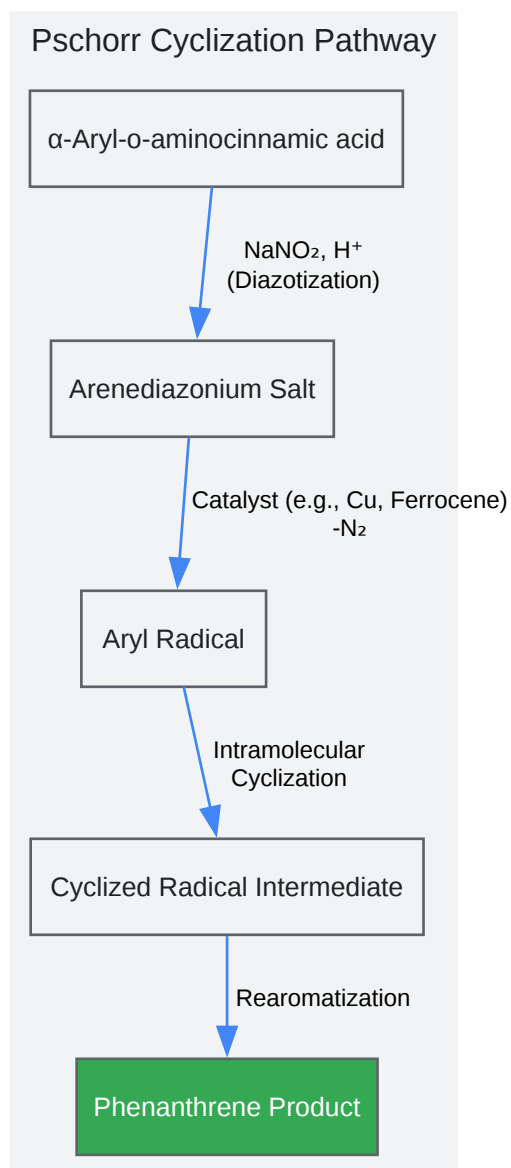 Pschorr Cyclization Pathway
α-Aryl-o-aminocinnamic acid
NaNO₂, H⁺
(Diazotization)
Arenediazonium Salt
Catalyst (e.g., Cu, Ferrocene)
-N₂
Aryl Radical
Intramolecular
Cyclization
Cyclized Radical Intermediate
Rearomatization
Phenanthrene Product